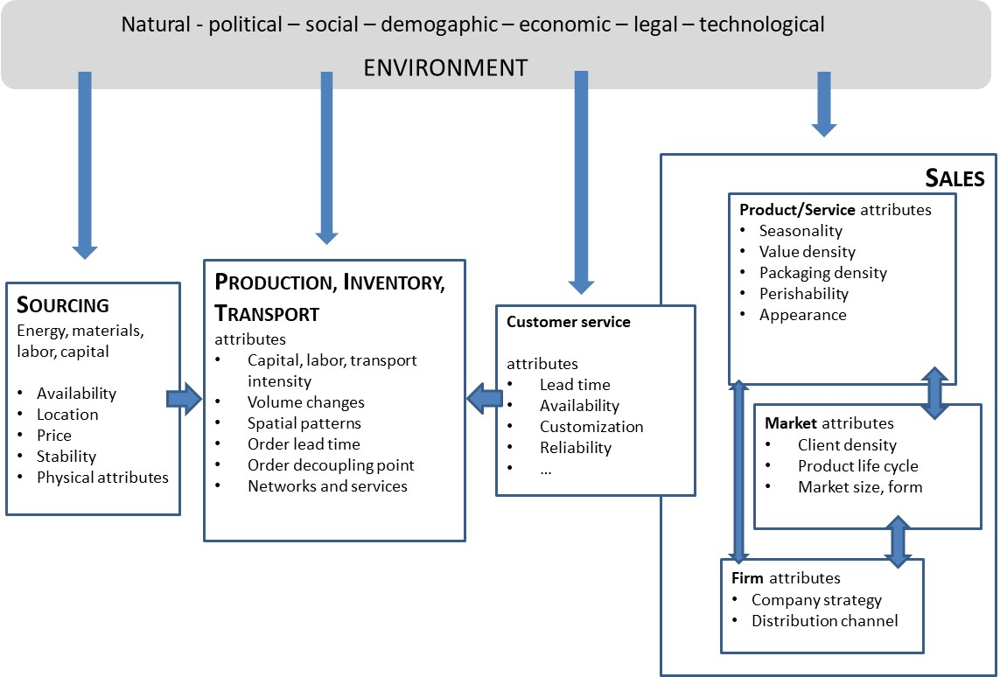 Natural - political – social – demogaphic – economic – legal – technological
ENVIRONMENT
SOURCING
Energy, materials,
labor, capital
• Availability
• Location
• Price
• Stability
• Physical attributes
PRODUCTION, INVENTORY,
TRANSPORT
attributes
• Capital, labor, transport
intensity
• Volume changes
• Spatial patterns
• Order lead time
• Order decoupling point
• Networks and services
Customer service
attributes
• Lead time
• Availability
• Customization
• Reliability
• ...
SALES
Product/Service attributes
• Seasonality
• Value density
• Packaging density
• Perishability
• Appearance
Market attributes
• Client density
• Product life cycle
• Market size, form
Firm attributes
• Company strategy
• Distribution channel